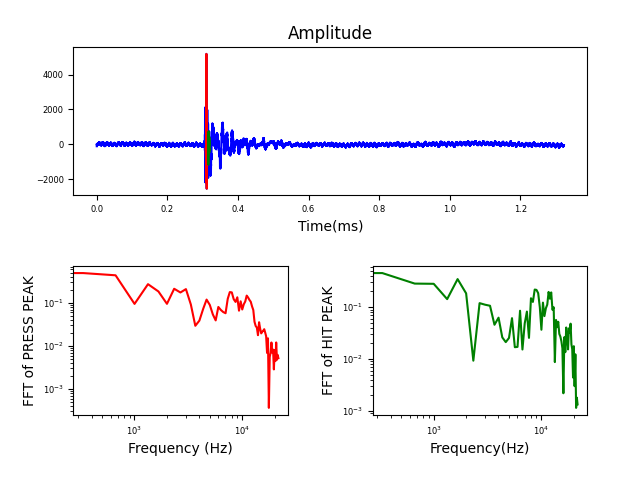 Amplitude
4000
2000
0
−2000
0.0 0.2 0.4 0.6 0.8 1.0 1.2
Time(ms)
FFT of PRESS PEAK
10⁻¹
10⁻²
10⁻³
10³ 10⁴
Frequency (Hz)
FFT of HIT PEAK
10⁻¹
10⁻²
10⁻³
10³ 10⁴
Frequency(Hz)